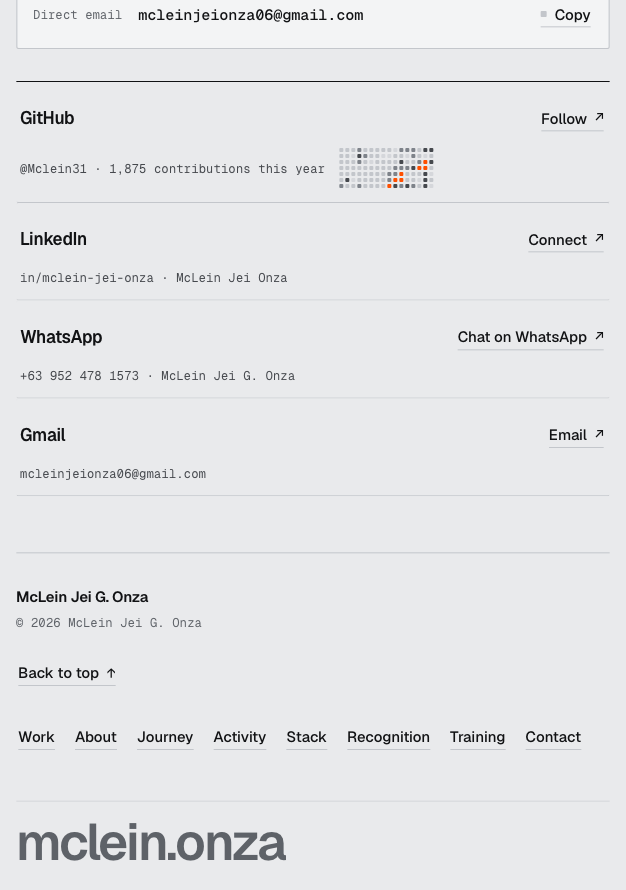 Direct email mcleinjeionza06@gmail.com Copy
GitHub Follow ↗
@Mclein31 · 1,875 contributions this year
LinkedIn Connect ↗
in/mclein-jei-onza · McLein Jei Onza
WhatsApp Chat on WhatsApp ↗
+63 952 478 1573 · McLein Jei G. Onza
Gmail Email ↗
mcleinjeionza06@gmail.com
McLein Jei G. Onza
© 2026 McLein Jei G. Onza
Back to top ↑
Work About Journey Activity Stack Recognition Training Contact
mclein.onza